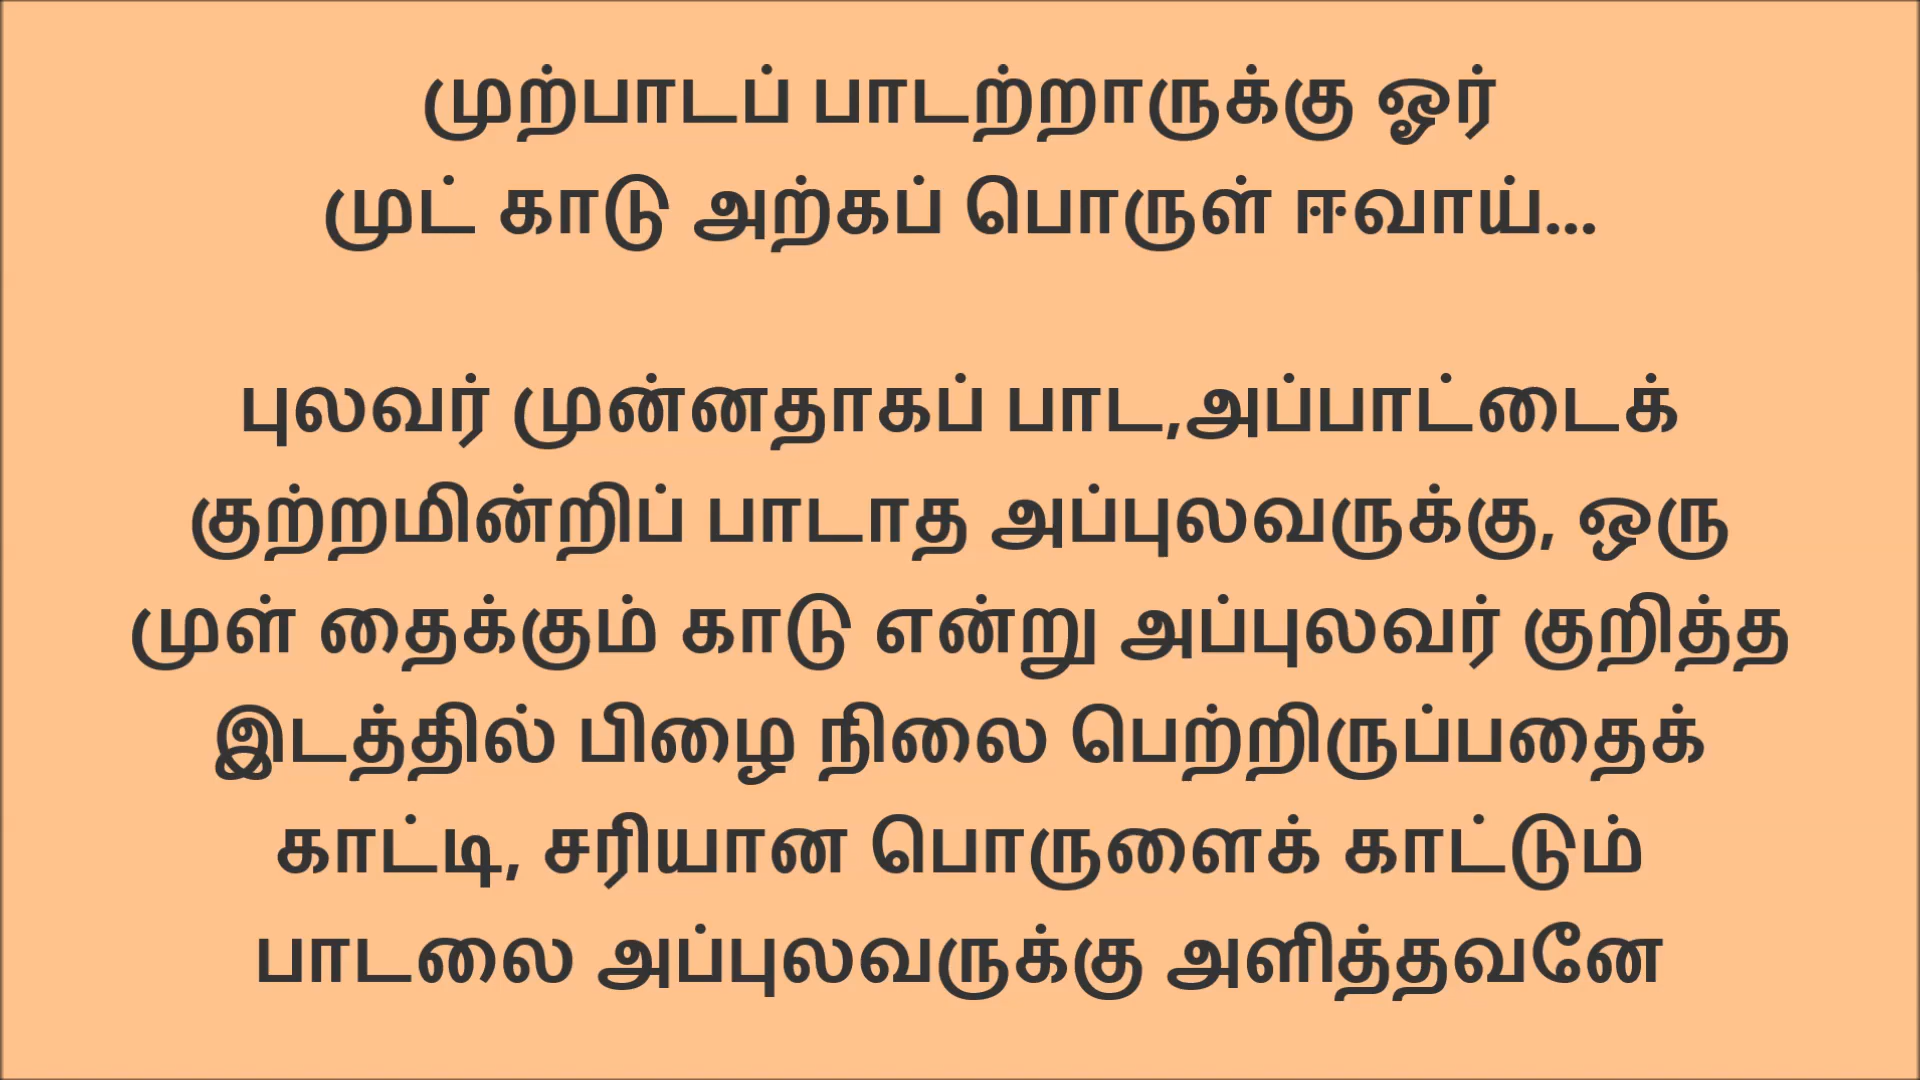 முற்பாடப் பாடற்றாருக்கு ஓர்
முட் காடு அற்கப் பொருள் ஈவாய்...
புலவர் முன்னதாகப் பாட,அப்பாட்டைக்
குற்றமின்றிப் பாடாத அப்புலவருக்கு, ஒரு
முள் தைக்கும் காடு என்று அப்புலவர் குறித்த
இடத்தில் பிழை நிலை பெற்றிருப்பதைக்
காட்டி, சரியான பொருளைக் காட்டும்
பாடலை அப்புலவருக்கு அளித்தவனே